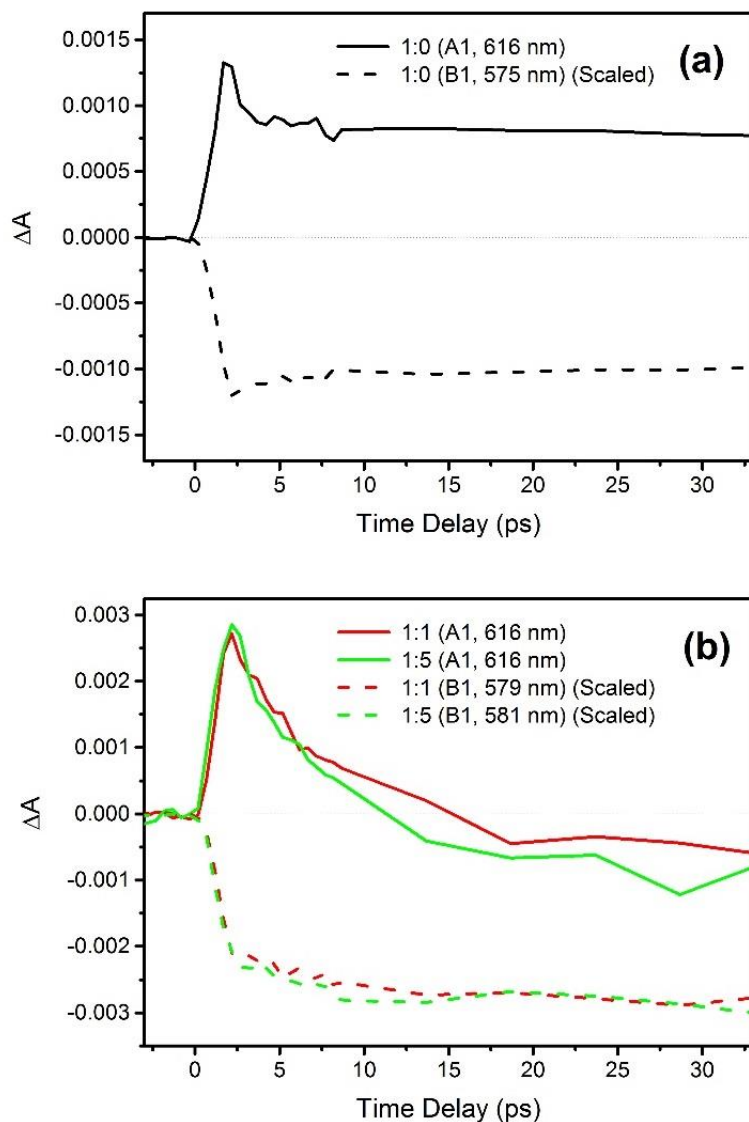 0.0015
0.0010
0.0005
0.0000
-0.0005
-0.0010
-0.0015
ΔA
1:0 (A1, 616 nm)
1:0 (B1, 575 nm) (Scaled)
(a)
0 5 10 15 20 25 30
Time Delay (ps)
0.003
0.002
0.001
0.000
-0.001
-0.002
-0.003
ΔA
1:1 (A1, 616 nm)
1:5 (A1, 616 nm)
1:1 (B1, 579 nm) (Scaled)
1:5 (B1, 581 nm) (Scaled)
(b)
0 5 10 15 20 25 30
Time Delay (ps)